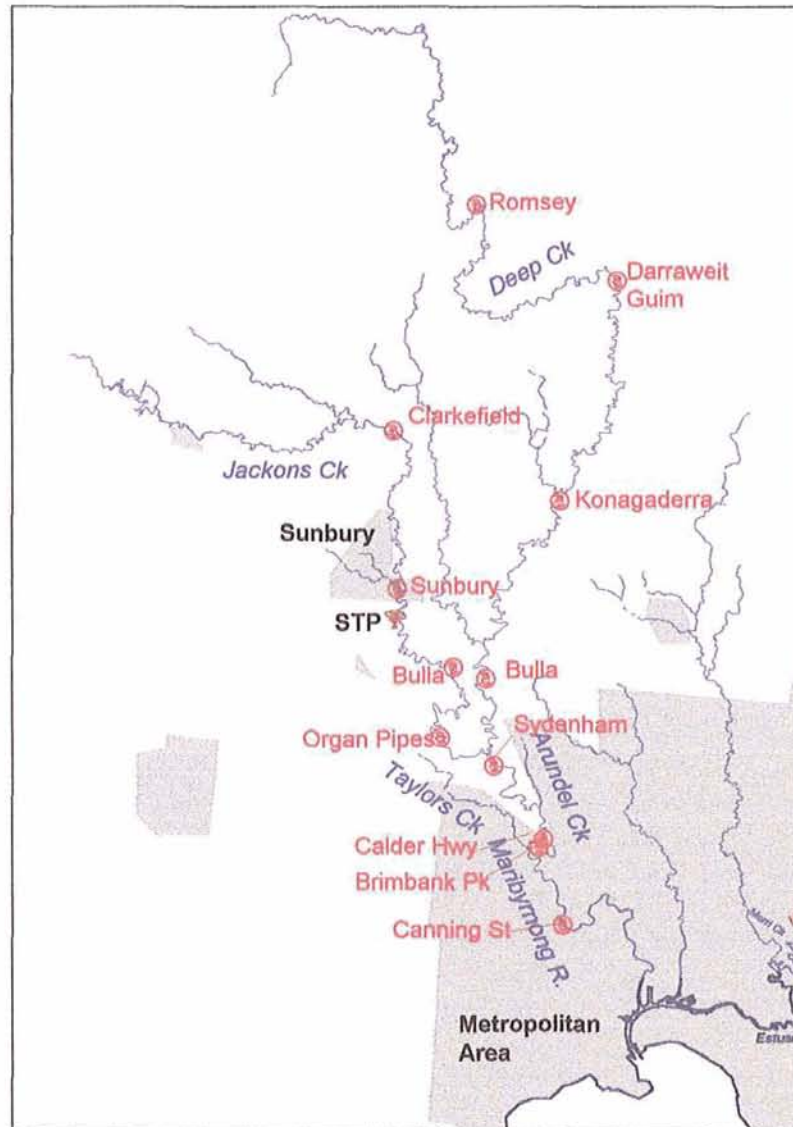 Romsey
Deep Ck
Darraweit
Guim
Clarkefield
Jackons Ck
Konagaderra
Sunbury
Sunbury
STP
Bulla
Bulla
Organ Pipes
Sydenham
Arundel Ck
Taylors Ck
Calder Hwy
Brimbank Pk
Maribyrnong R.
Canning St
Metropolitan
Area